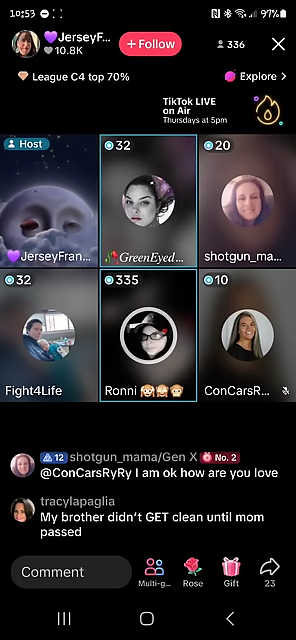 10:53
97%
💜JerseyF...
10.8K
+ Follow
336
League C4 top 70%
Explore >
TikTok LIVE
on Air
Thursdays at 5pm
Host
32
20
💜JerseyFran...
🥀GreenEyed...
shotgun_ma...
32
335
10
Fight4Life
Ronni 🙈🙉🙊
ConCarsR...
12 shotgun_mama/Gen X No. 2
@ConCarsRyRy I am ok how are you love
tracylapaglia
My brother didn't GET clean until mom
passed
Comment
Multi-g...
Rose
Gift
23